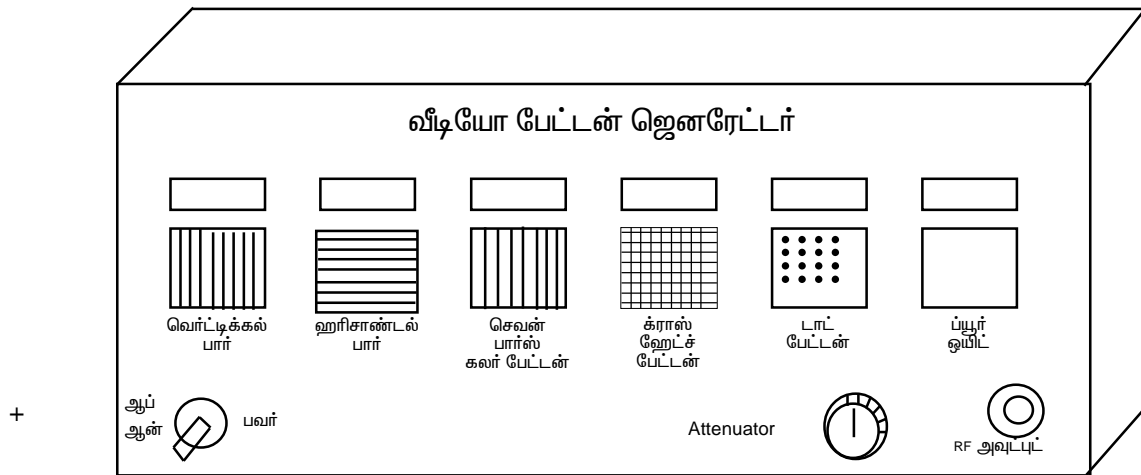 வீடியோ பேட்டன் ஜெனரேட்டர்
வெர்ட்டிக்கல்
பார்
ஹரிசாண்டல்
பார்
செவன்
பார்ஸ்
கலர் பேட்டன்
க்ராஸ்
ஹேட்ச்
பேட்டன்
டாட்
பேட்டன்
ப்யூர்
ஒயிட்
ஆப்
ஆன்
பவர்
Attenuator
RF அவுட்புட்
+